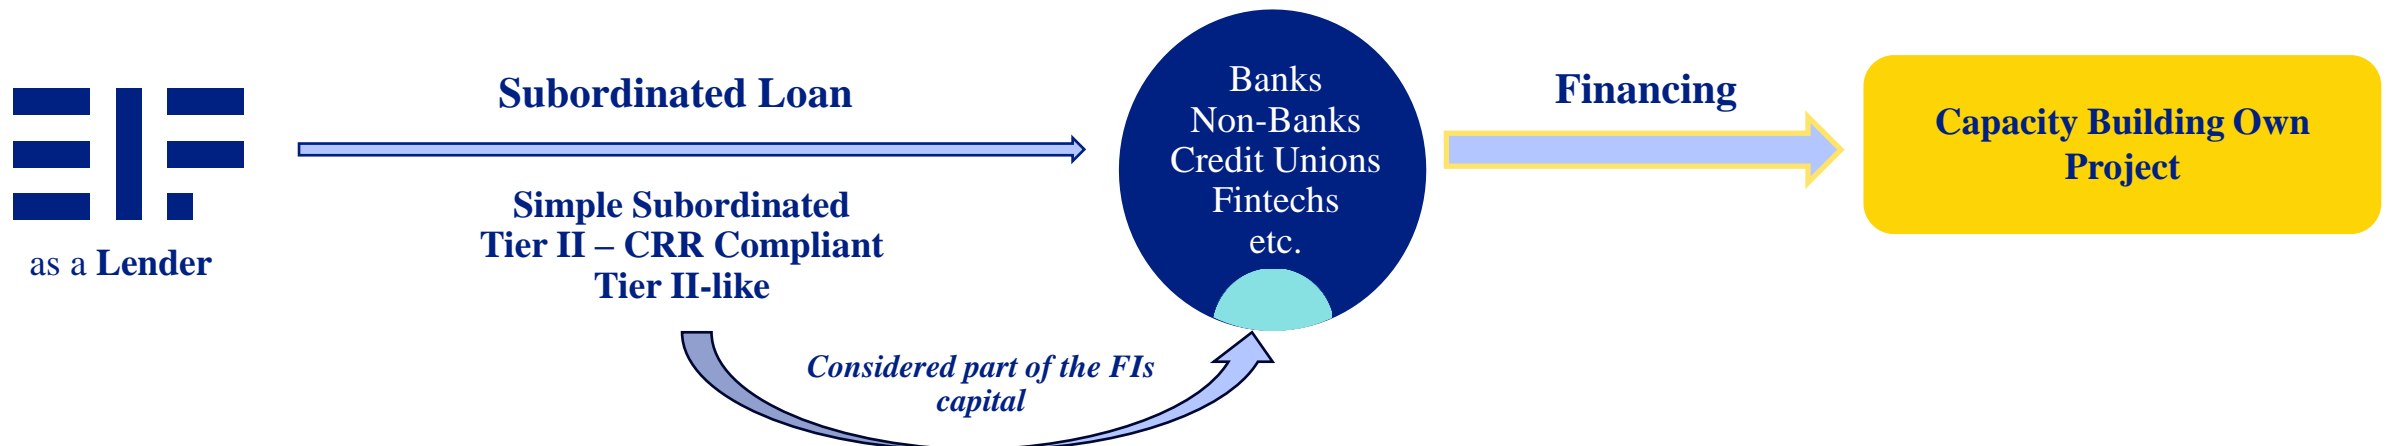 EIF
as a Lender
Subordinated Loan
Simple Subordinated
Tier II – CRR Compliant
Tier II-like
Considered part of the FIs
capital
Banks
Non-Banks
Credit Unions
Fintechs
etc.
Financing
Capacity Building Own
Project